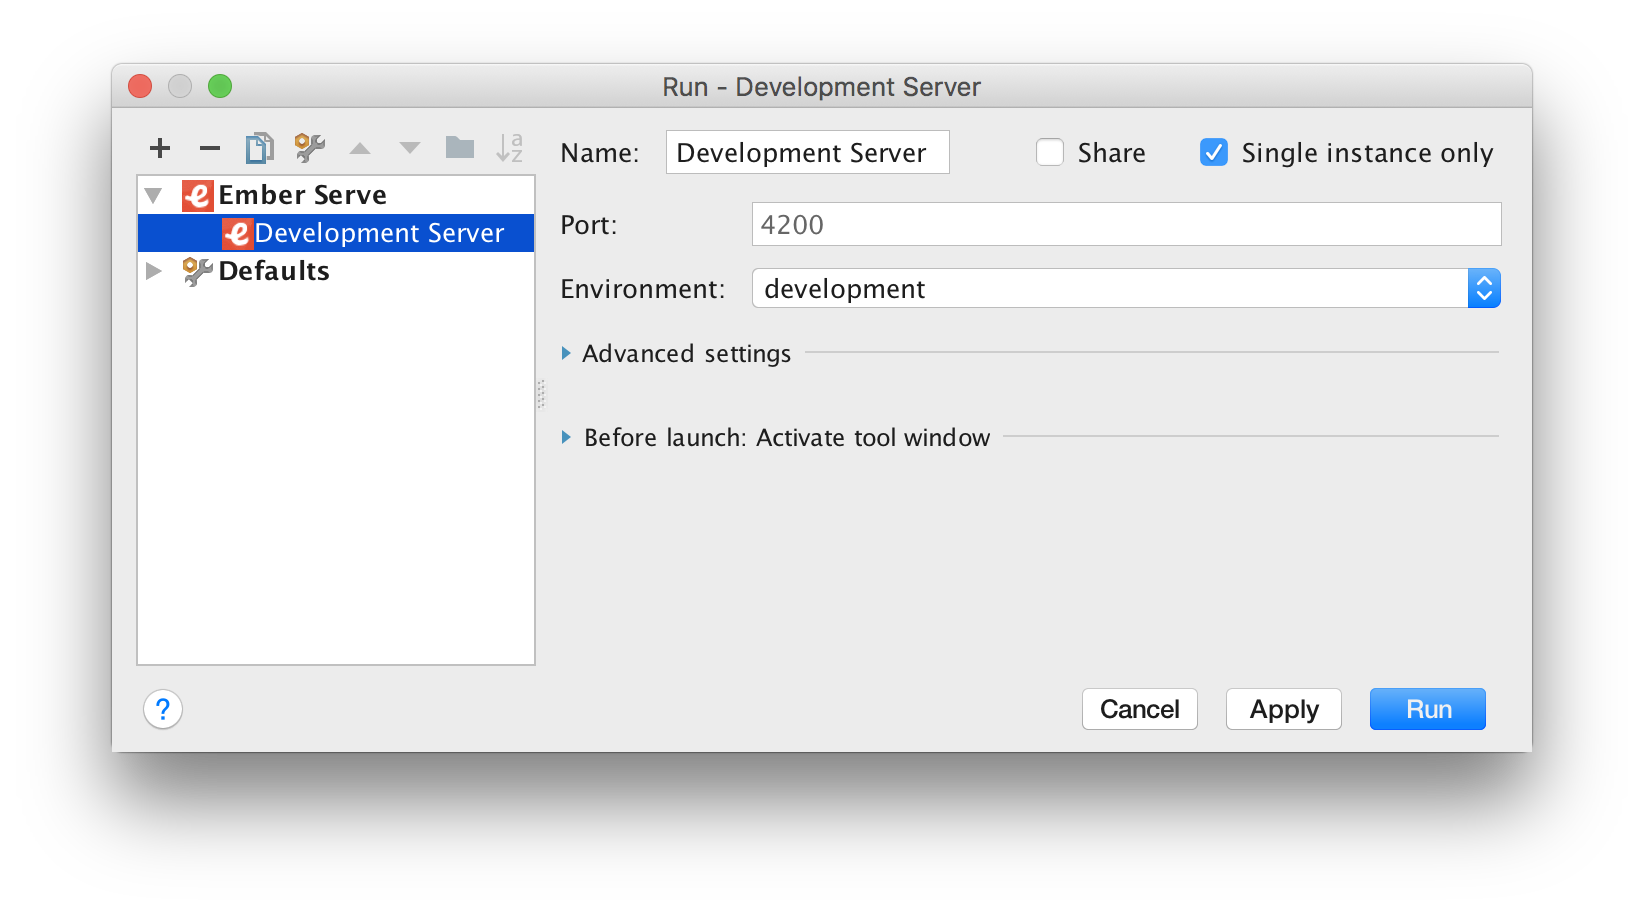 Run - Development Server
Name: Development Server Share Single instance only
Ember Serve
Development Server
Defaults
Port: 4200
Environment: development
Advanced settings
Before launch: Activate tool window
? Cancel Apply Run